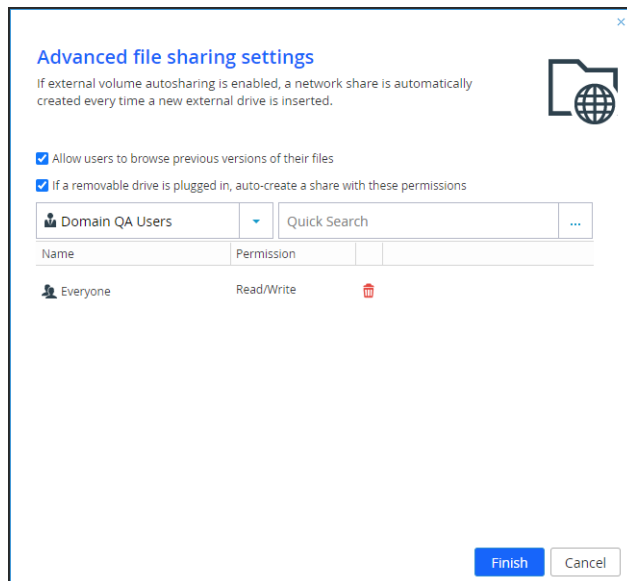 Advanced file sharing settings
If external volume autosharing is enabled, a network share is automatically
created every time a new external drive is inserted.
Allow users to browse previous versions of their files
If a removable drive is plugged in, auto-create a share with these permissions
Domain QA Users Quick Search ...
Name Permission
Everyone Read/Write
Finish Cancel